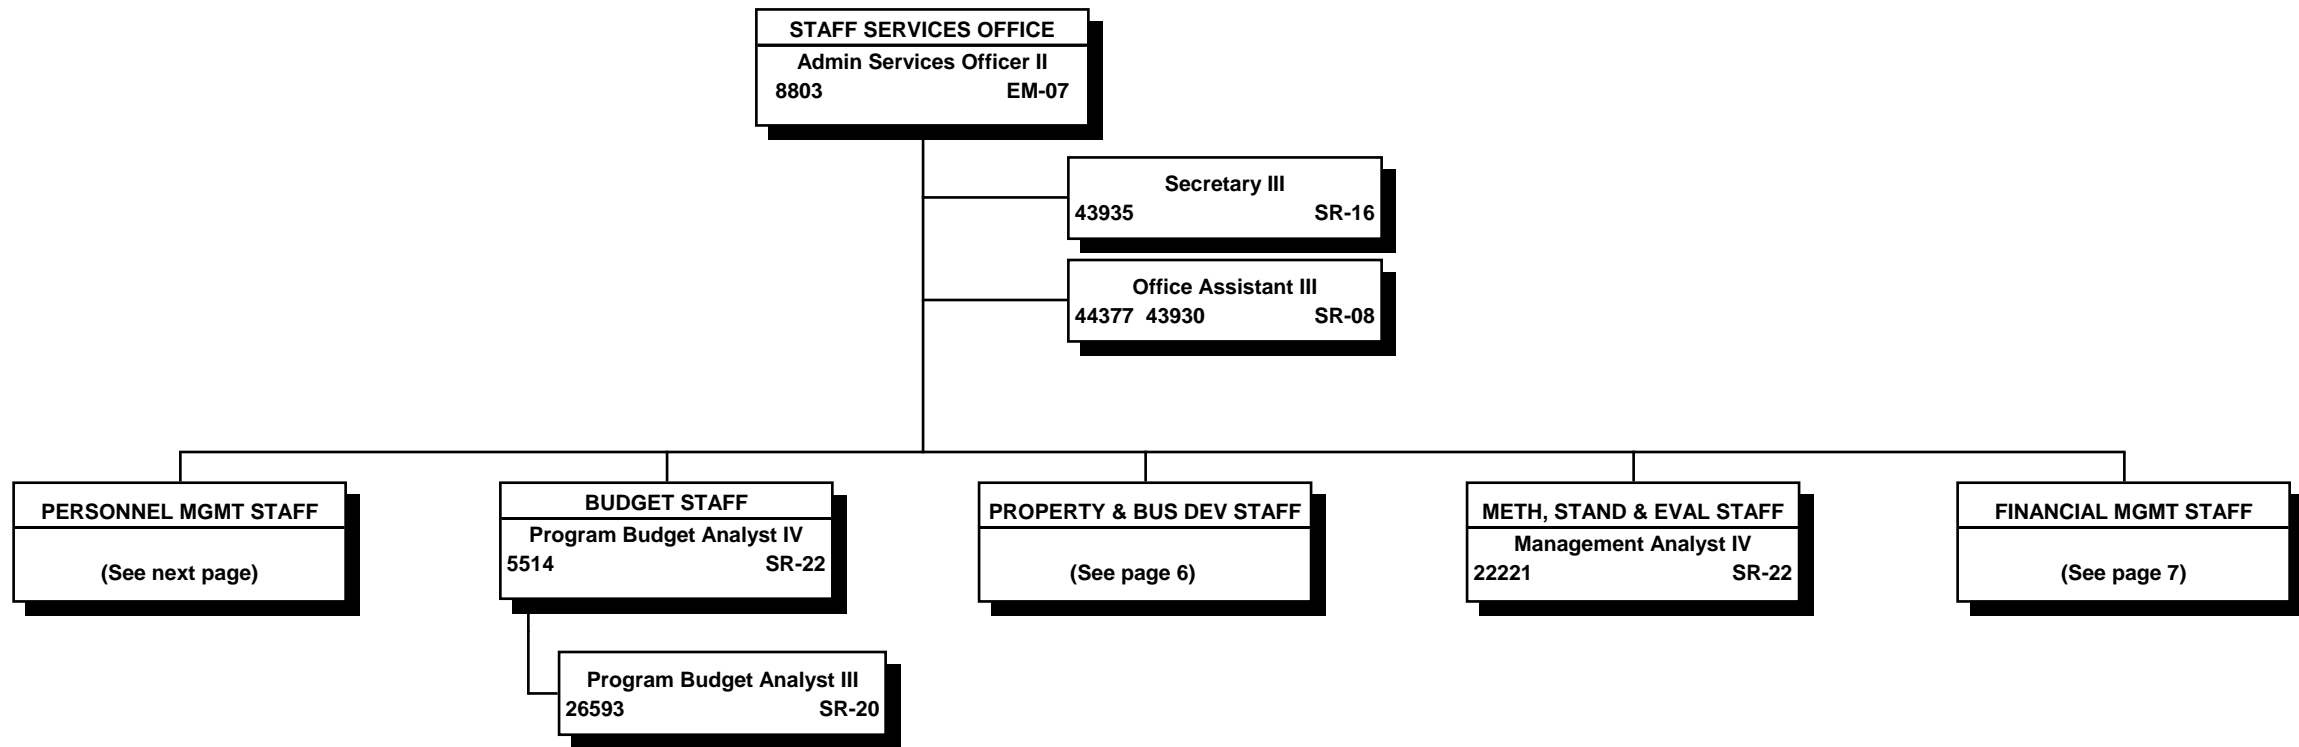 STAFF SERVICES OFFICE
Admin Services Officer II
8803 EM-07
Secretary III
43935 SR-16
Office Assistant III
44377 43930 SR-08
PERSONNEL MGMT STAFF
(See next page)
BUDGET STAFF
Program Budget Analyst IV
5514 SR-22
Program Budget Analyst III
26593 SR-20
PROPERTY & BUS DEV STAFF
(See page 6)
METH, STAND & EVAL STAFF
Management Analyst IV
22221 SR-22
FINANCIAL MGMT STAFF
(See page 7)